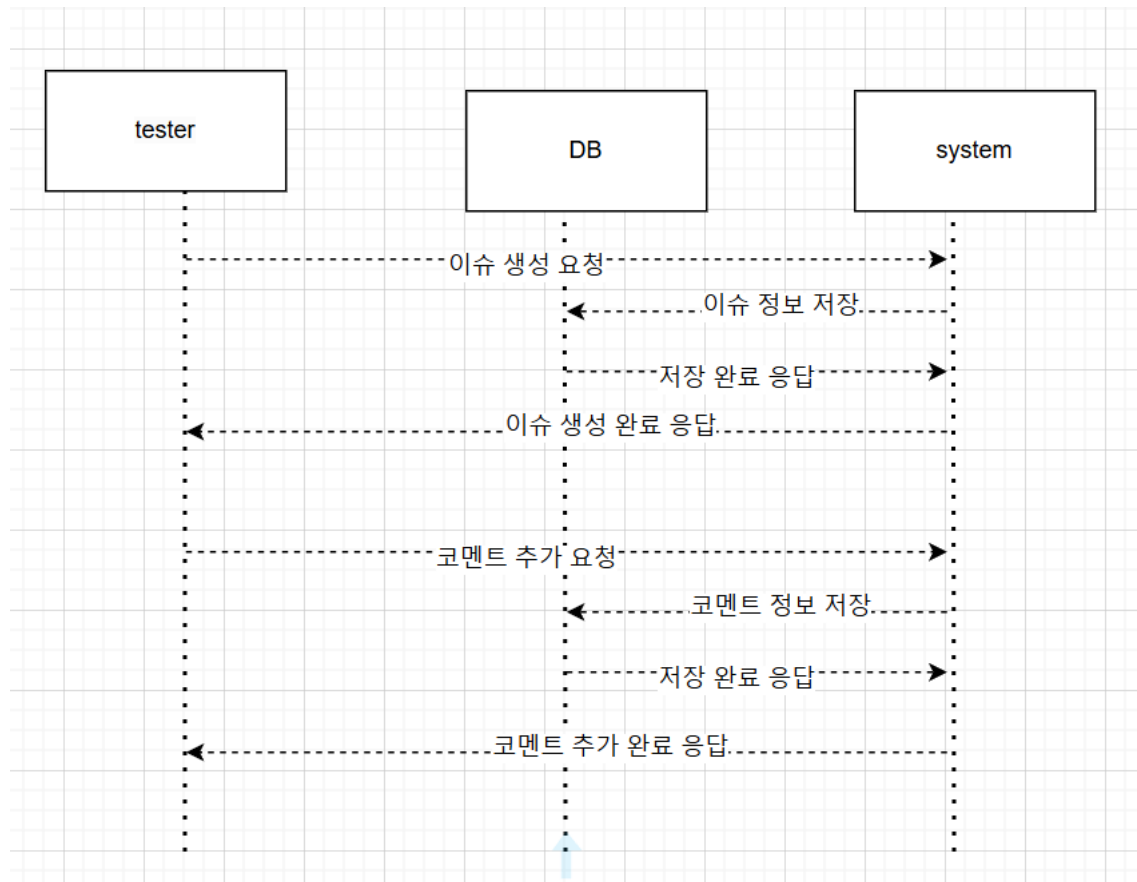 tester
DB
system
이슈 생성 요청
이슈 정보 저장
저장 완료 응답
이슈 생성 완료 응답
코멘트 추가 요청
코멘트 정보 저장
저장 완료 응답
코멘트 추가 완료 응답